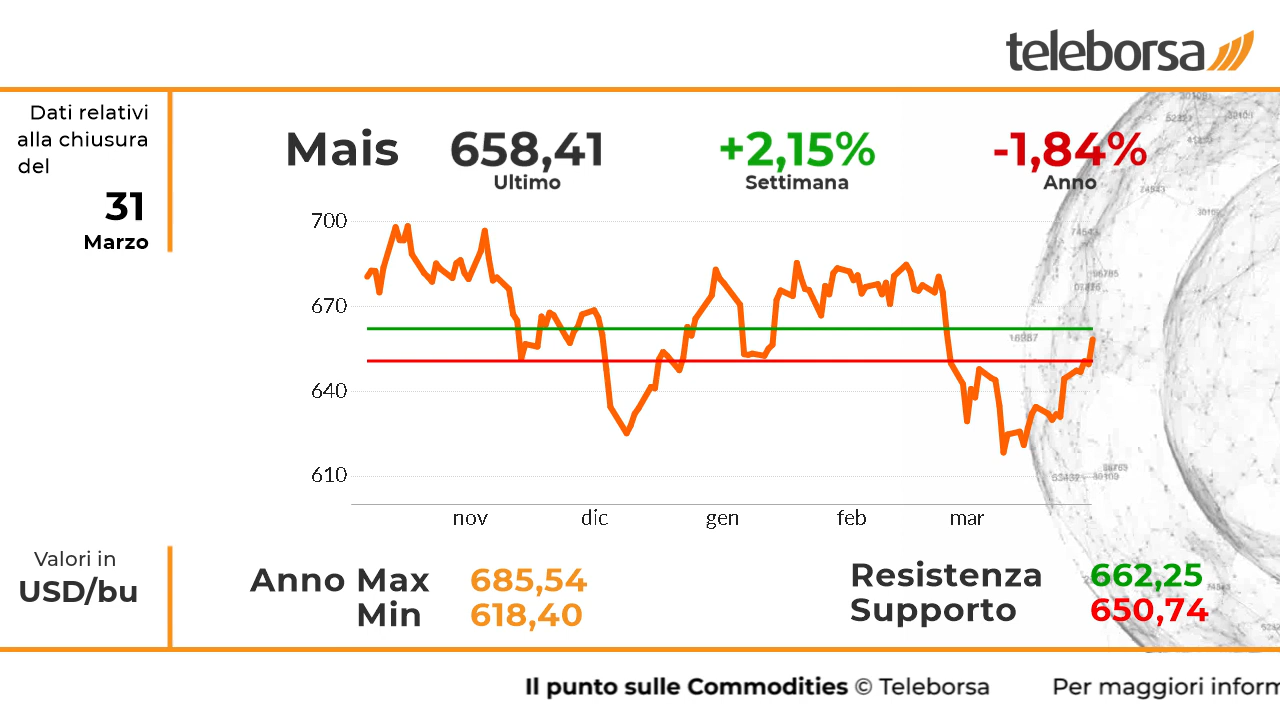 teleborsa
Dati relativi
alla chiusura
del
31
Marzo
Mais 658,41 +2,15% -1,84%
Ultimo Settimana Anno
700
670
640
610
nov dic gen feb mar
Valori in
USD/bu
Anno Max 685,54
Min 618,40
Resistenza 662,25
Supporto 650,74
Il punto sulle Commodities © Teleborsa Per maggiori inform